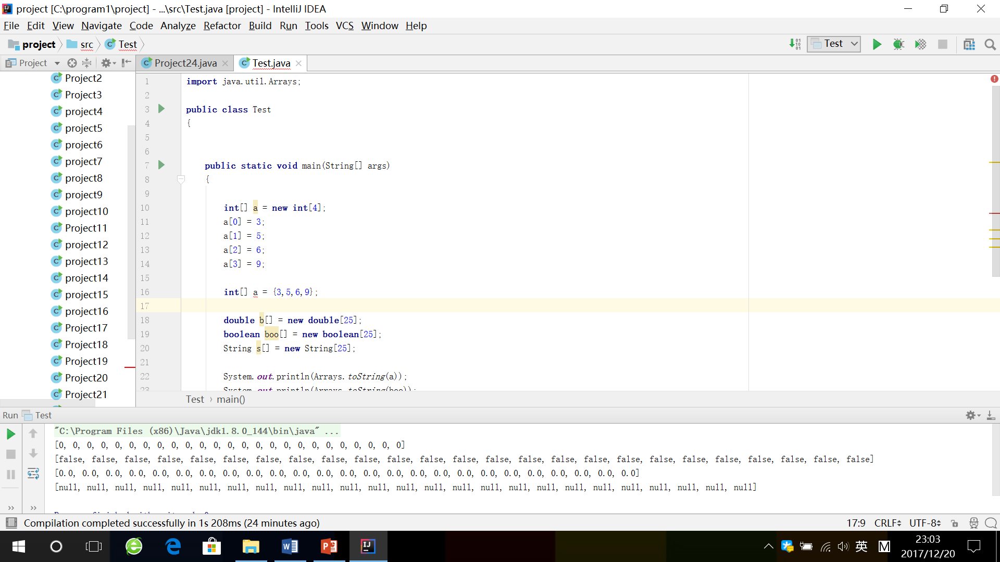 project [C:\program1\project] - ...\src\Test.java [project] - IntelliJ IDEA
File Edit View Navigate Code Analyze Refactor Build Run Tools VCS Window Help
project src Test
Test
Project
Project24.java Test.java
Project2
Project3
project4
project5
project6
project7
project8
project9
project10
Project11
project12
project13
project14
project15
project16
Project17
Project18
Project19
Project20
Project21
1 import java.util.Arrays;
2
3 public class Test
4 {
5
6
7 public static void main(String[] args)
8 {
9
10 int[] a = new int[4];
11 a[0] = 3;
12 a[1] = 5;
13 a[2] = 6;
14 a[3] = 9;
15
16 int[] a = {3,5,6,9};
17
18 double b[] = new double[25];
19 boolean boo[] = new boolean[25];
20 String s[] = new String[25];
21
22 System.out.println(Arrays.toString(a));
23 System.out.println(Arrays.toString(boo));
Test › main()
Run Test
"C:\Program Files (x86)\Java\jdk1.8.0_144\bin\java" ...
[0, 0, 0, 0, 0, 0, 0, 0, 0, 0, 0, 0, 0, 0, 0, 0, 0, 0, 0, 0, 0, 0, 0, 0, 0]
[false, false, false, false, false, false, false, false, false, false, false, false, false, false, false, false, false, false, false, false, false, false, false, false, false]
[0.0, 0.0, 0.0, 0.0, 0.0, 0.0, 0.0, 0.0, 0.0, 0.0, 0.0, 0.0, 0.0, 0.0, 0.0, 0.0, 0.0, 0.0, 0.0, 0.0, 0.0, 0.0, 0.0, 0.0, 0.0]
[null, null, null, null, null, null, null, null, null, null, null, null, null, null, null, null, null, null, null, null, null, null, null, null, null]
Compilation completed successfully in 1s 208ms (24 minutes ago)
17:9 CRLF UTF-8
英 M
23:03
2017/12/20